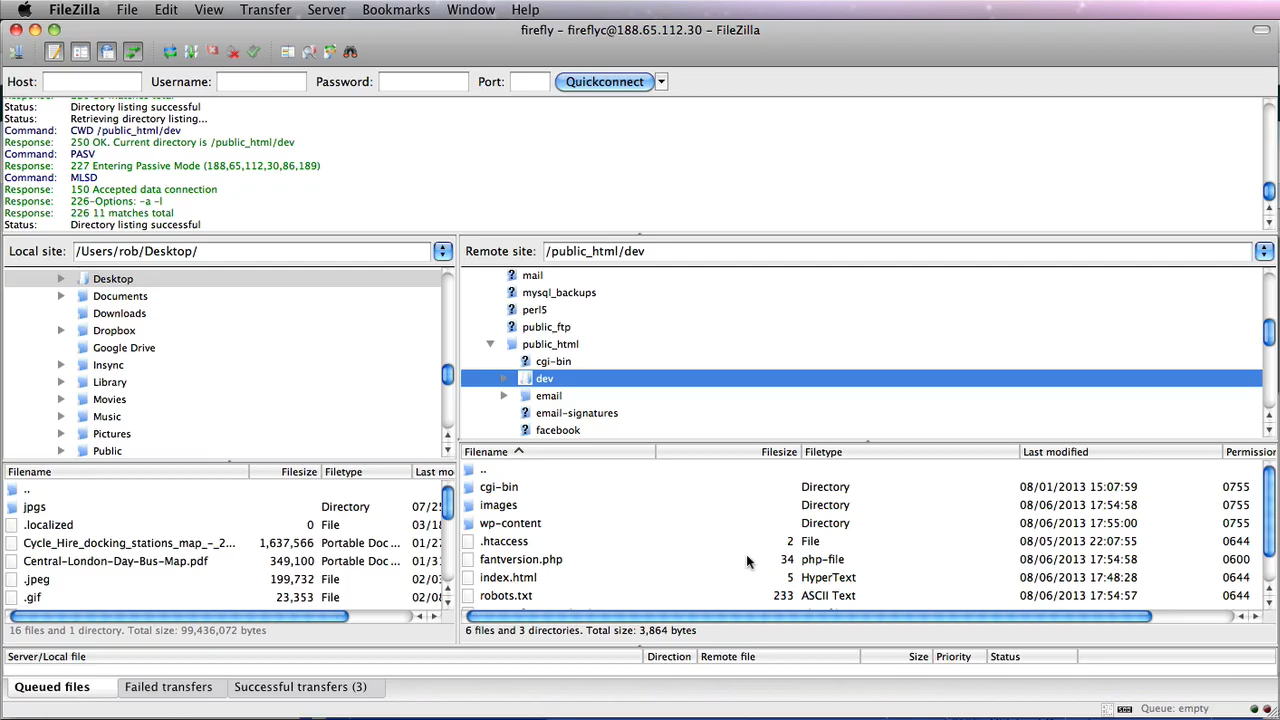 FileZilla File Edit View Transfer Server Bookmarks Window Help
firefly - fireflyc@188.65.112.30 - FileZilla
Host: Username: Password: Port: Quickconnect
Status: Directory listing successful
Status: Retrieving directory listing...
Command: CWD /public_html/dev
Response: 250 OK. Current directory is /public_html/dev
Command: PASV
Response: 227 Entering Passive Mode (188,65,112,30,86,189)
Command: MLSD
Response: 150 Accepted data connection
Response: 226-Options: -a -l
Response: 226 11 matches total
Status: Directory listing successful
Local site: /Users/rob/Desktop/
Desktop
Documents
Downloads
Dropbox
Google Drive
Insync
Library
Movies
Music
Pictures
Public
Filename Filesize Filetype Last mo
..
jpgs Directory 07/2
.localized 0 File 03/18
Cycle_Hire_docking_stations_map_-_2... 1,637,566 Portable Doc ... 01/2
Central-London-Day-Bus-Map.pdf 349,100 Portable Doc ... 01/3
.jpeg 199,732 File 02/0
.gif 23,353 File 02/0
16 files and 1 directory. Total size: 99,436,072 bytes
Remote site: /public_html/dev
mail
mysql_backups
perl5
public_ftp
public_html
cgi-bin
dev
email
email-signatures
facebook
Filename Filesize Filetype Last modified Permission
..
cgi-bin Directory 08/01/2013 15:07:59 0755
images Directory 08/06/2013 17:54:58 0755
wp-content Directory 08/06/2013 17:55:00 0755
.htaccess 2 File 08/05/2013 22:07:55 0644
fantversion.php 34 php-file 08/06/2013 17:54:58 0600
index.html 5 HyperText 08/06/2013 17:48:28 0644
robots.txt 233 ASCII Text 08/06/2013 17:54:57 0644
6 files and 3 directories. Total size: 3,864 bytes
Server/Local file Direction Remote file Size Priority Status
Queued files Failed transfers Successful transfers (3)
Queue: empty